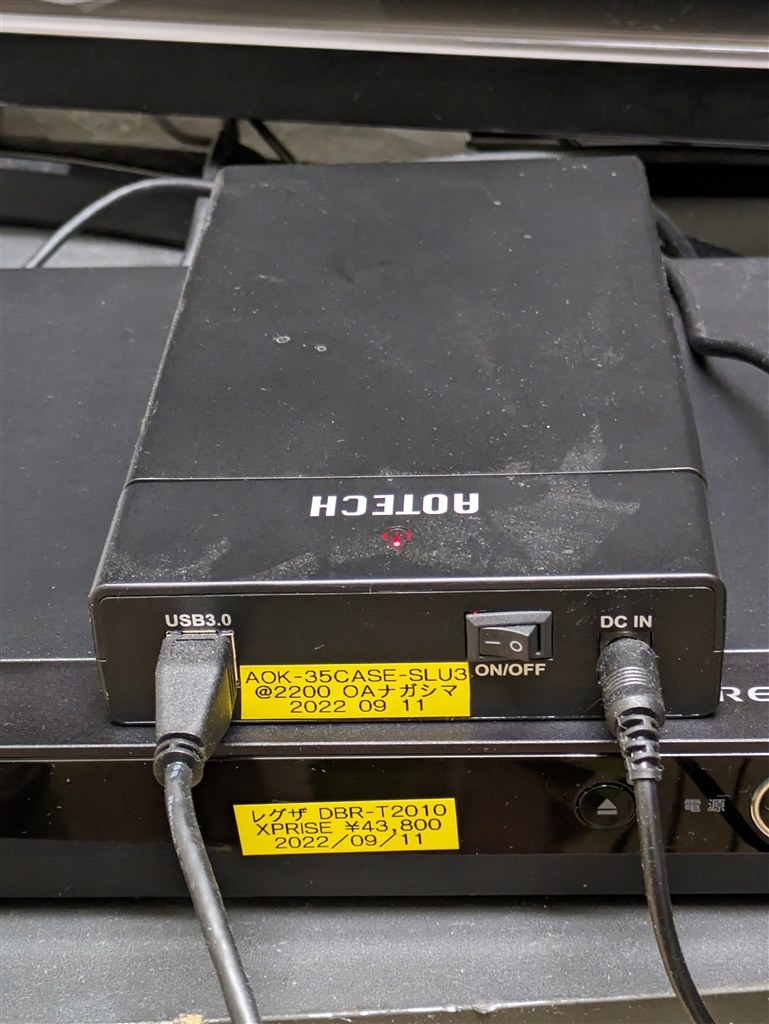 AOTECH
USB3.0
ON/OFF
DC IN
AOK-35CASE-SLU3
@2200 OAナガシマ
2022 09 11
RE
レグザ DBR-T2010
XPRISE ¥43,800
2022/09/11
電源